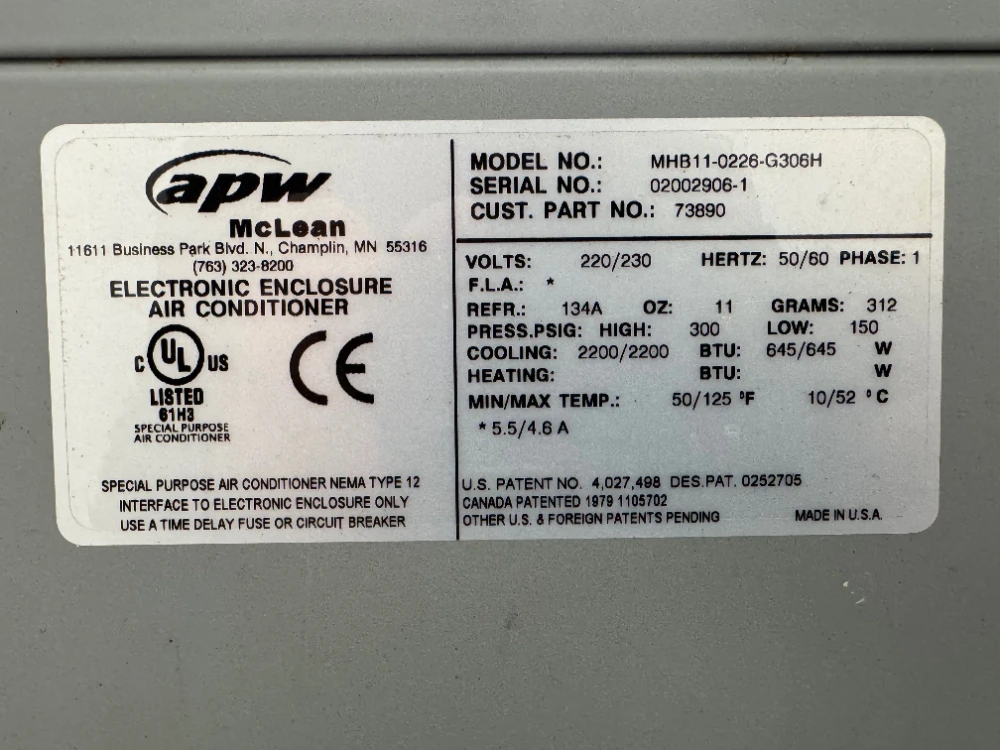 apw
McLean
11611 Business Park Blvd. N., Champlin, MN 55316
(763) 323-8200
ELECTRONIC ENCLOSURE
AIR CONDITIONER
C UL US
CE
LISTED
61H3
SPECIAL PURPOSE
AIR CONDITIONER
SPECIAL PURPOSE AIR CONDITIONER NEMA TYPE 12
INTERFACE TO ELECTRONIC ENCLOSURE ONLY
USE A TIME DELAY FUSE OR CIRCUIT BREAKER
MODEL NO.: MHB11-0226-G306H
SERIAL NO.: 02002906-1
CUST. PART NO.: 73890
VOLTS: 220/230 HERTZ: 50/60 PHASE: 1
F.L.A.: *
REFR.: 134A OZ: 11 GRAMS: 312
PRESS.PSIG: HIGH: 300 LOW: 150
COOLING: 2200/2200 BTU: 645/645 W
HEATING: BTU: W
MIN/MAX TEMP.: 50/125 °F 10/52 °C
* 5.5/4.6 A
U.S. PATENT NO. 4,027,498 DES.PAT. 0252705
CANADA PATENTED 1979 1105702
OTHER U.S. & FOREIGN PATENTS PENDING MADE IN U.S.A.